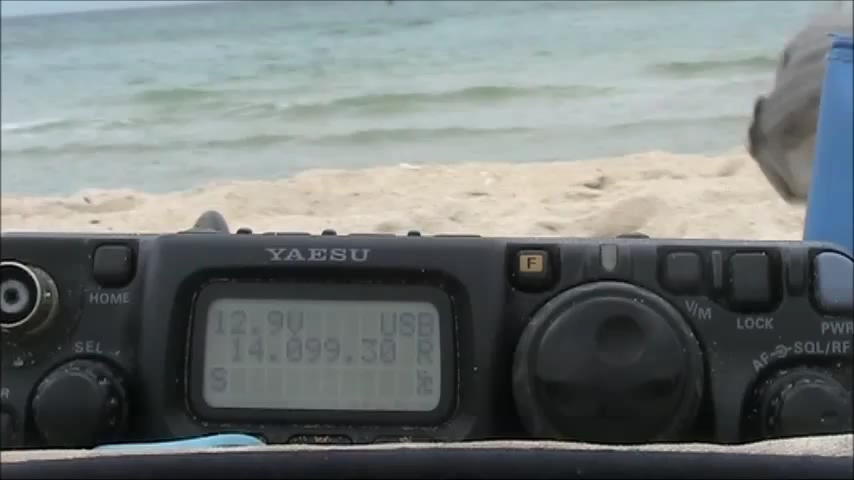 YAESU
F
HOME
V/M
LOCK
PWR
12.9V USB
14.099.30 R
S
SEL
AF
SQL/RF
R